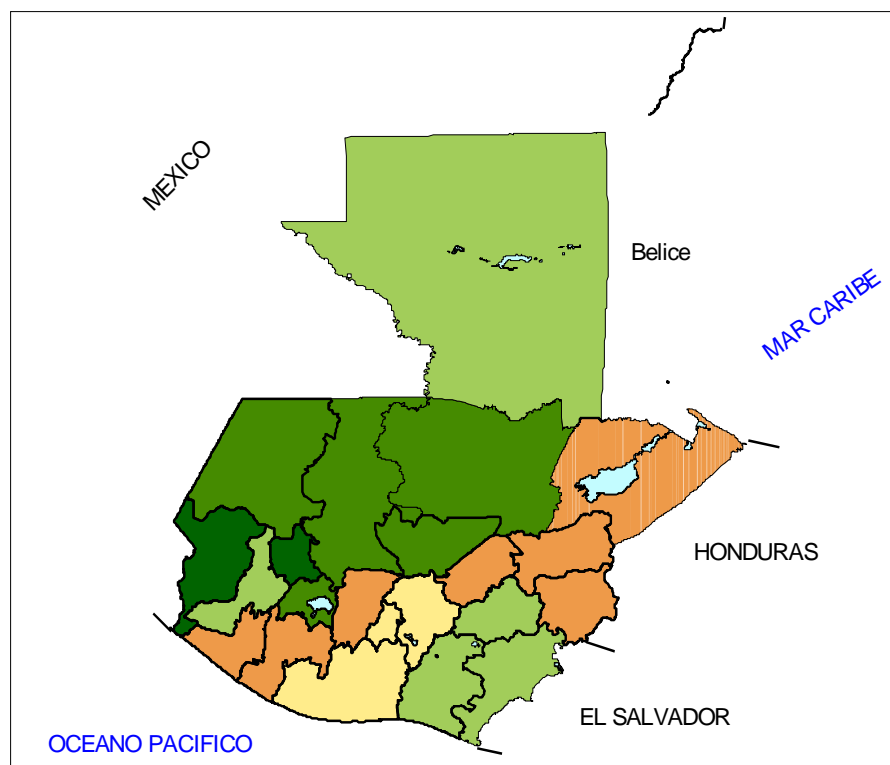 MEXICO
Belice
MAR CARIBE
HONDURAS
EL SALVADOR
OCEANO PACIFICO